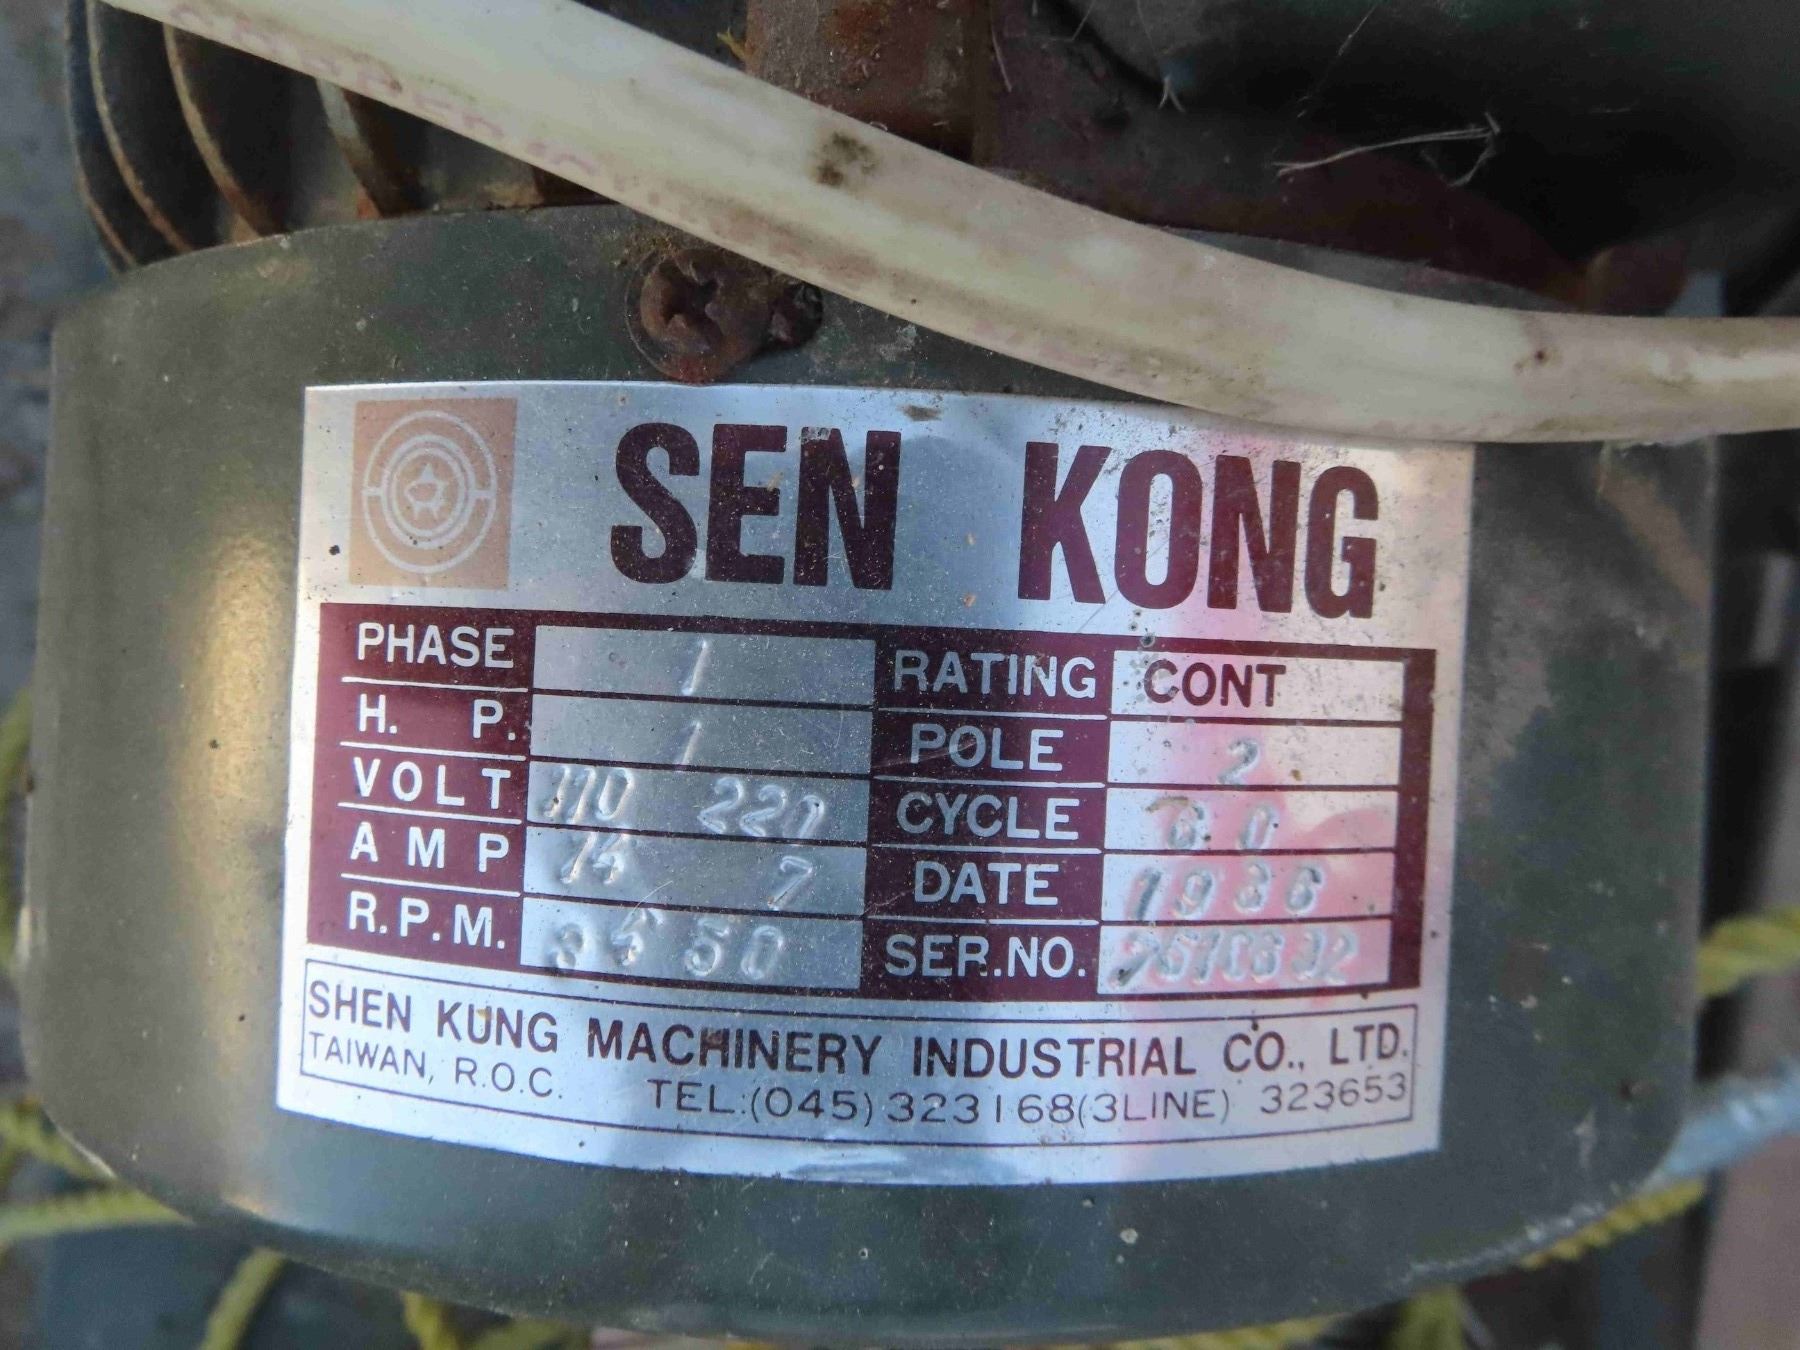 SEN KONG
PHASE 1 RATING CONT
H. P. 1 POLE 2
VOLT 110 220 CYCLE 60
AMP 14 7 DATE 1986
R.P.M. 3550 SER.NO.
SHEN KUNG MACHINERY INDUSTRIAL CO., LTD.
TAIWAN, R.O.C. TEL:(045)323168(3LINE) 323653